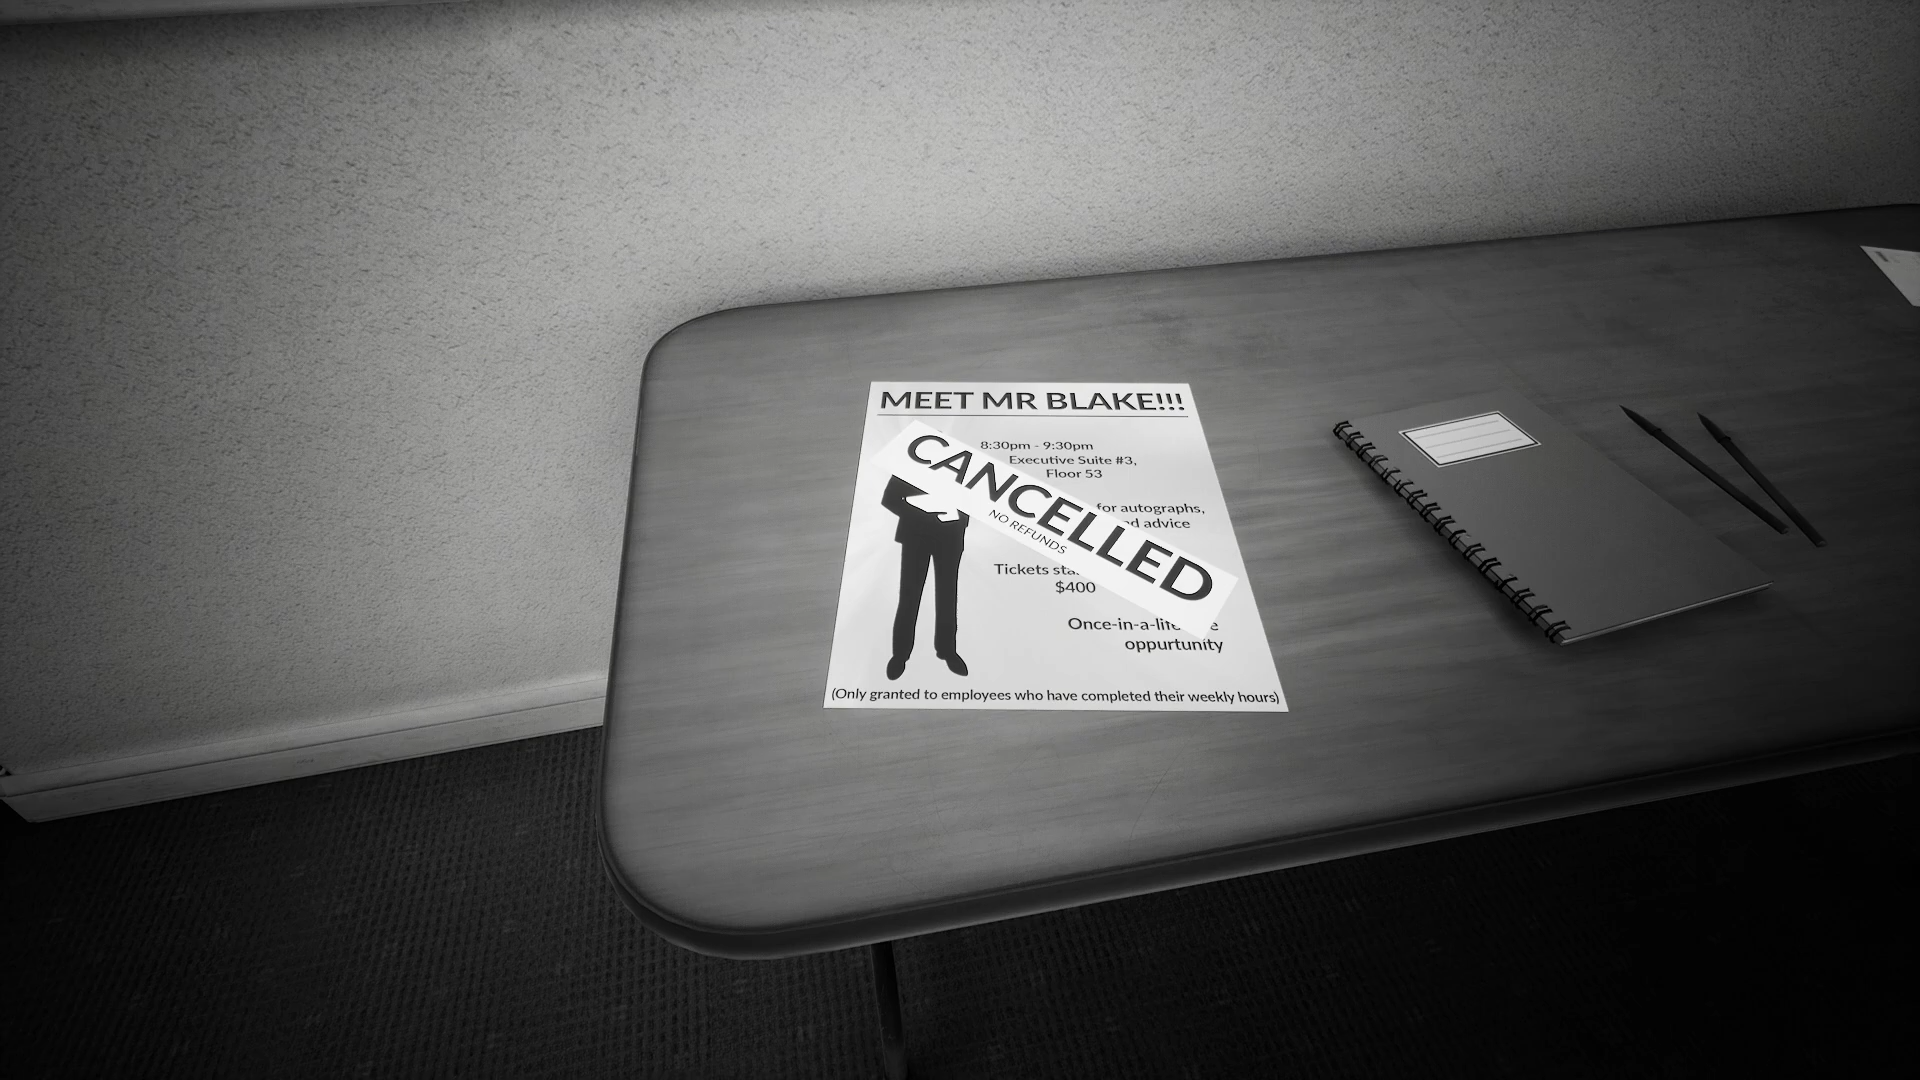 MEET MR BLAKE!!!
8:30pm - 9:30pm
Executive Suite #3,
Floor 53
CANCELLED
NO REFUNDS
for autographs,
advice
Tickets
$400
Once-in-a-
oppurtunity
(Only granted to employees who have completed their weekly hours)